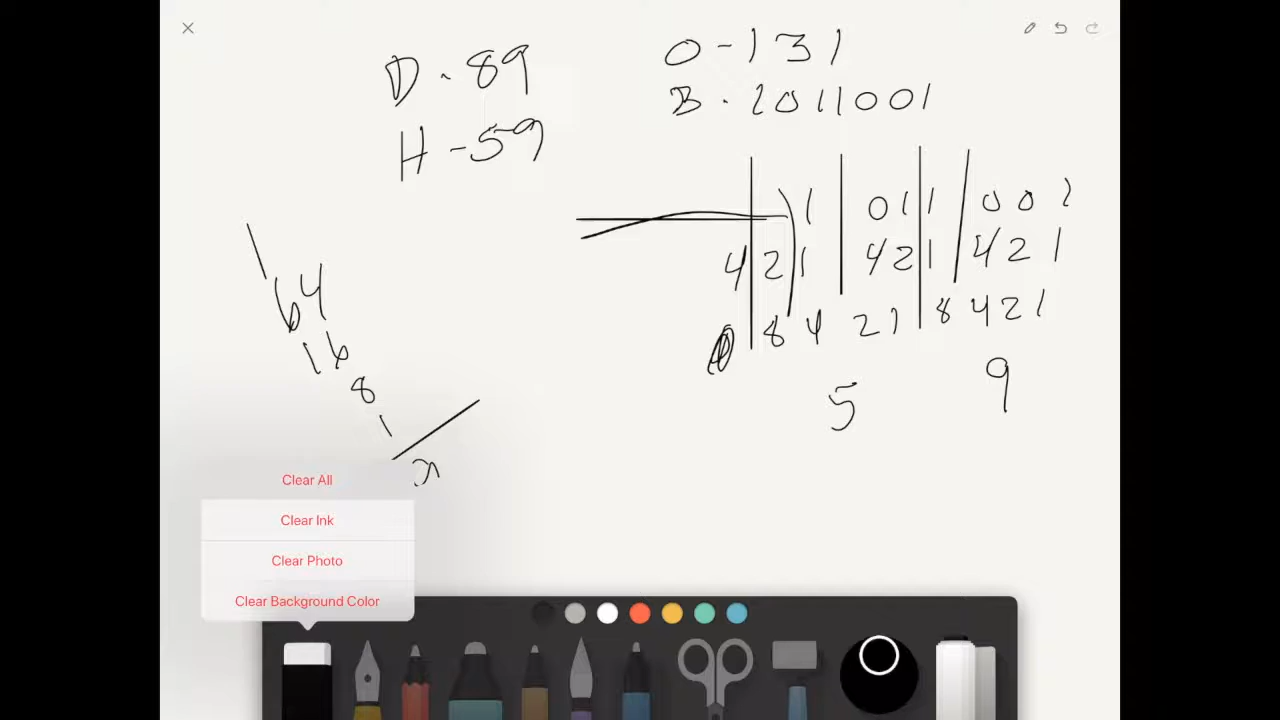 D - 89
O - 131
B - 1011001
H - 59
1 0 1 1 0 0 1
4 2 1 4 2 1 4 2 1
64
8 4 2 1 8 4 2 1
16
8
5 9
1
Clear All
Clear Ink
Clear Photo
Clear Background Color